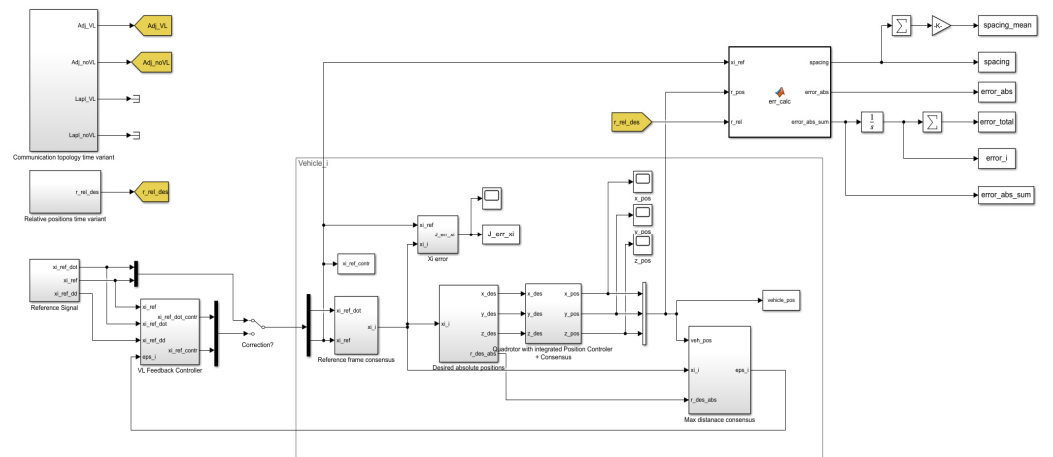 Adj_VL
Adj_noVL
Lapl_VL
Lapl_noVL
Communication topology time variant
Adj_VL
Adj_noVL
r_rel_des
Relative positions time variant
r_rel_des
xi_ref_dot
xi_ref
xi_ref_dd
Reference Signal
xi_ref
xi_ref_dot
xi_ref_dd
eps_i
xi_ref_dot_contr
xi_ref_contr
VL Feedback Controller
Correction?
Vehicle_i
xi_ref
xi_i
J_err_xi
Xi error
J_err_xi
xi_ref_contr
xi_ref_dot
xi_ref
xi_i
Reference frame consensus
xi_i
x_des
y_des
z_des
r_des_abs
Desired absolute positions
x_des
y_des
z_des
x_pos
y_pos
z_pos
Quadrotor with integrated Position Controler
+ Consensus
x_pos
y_pos
z_pos
vehicle_pos
veh_pos
xi_i
r_des_abs
eps_i
Max distanace consensus
r_rel_des
xi_ref
r_pos
r_rel
err_calc
spacing
error_abs
error_abs_sum
∑
-K-
spacing_mean
spacing
error_abs
1
s
∑
error_total
error_i
error_abs_sum